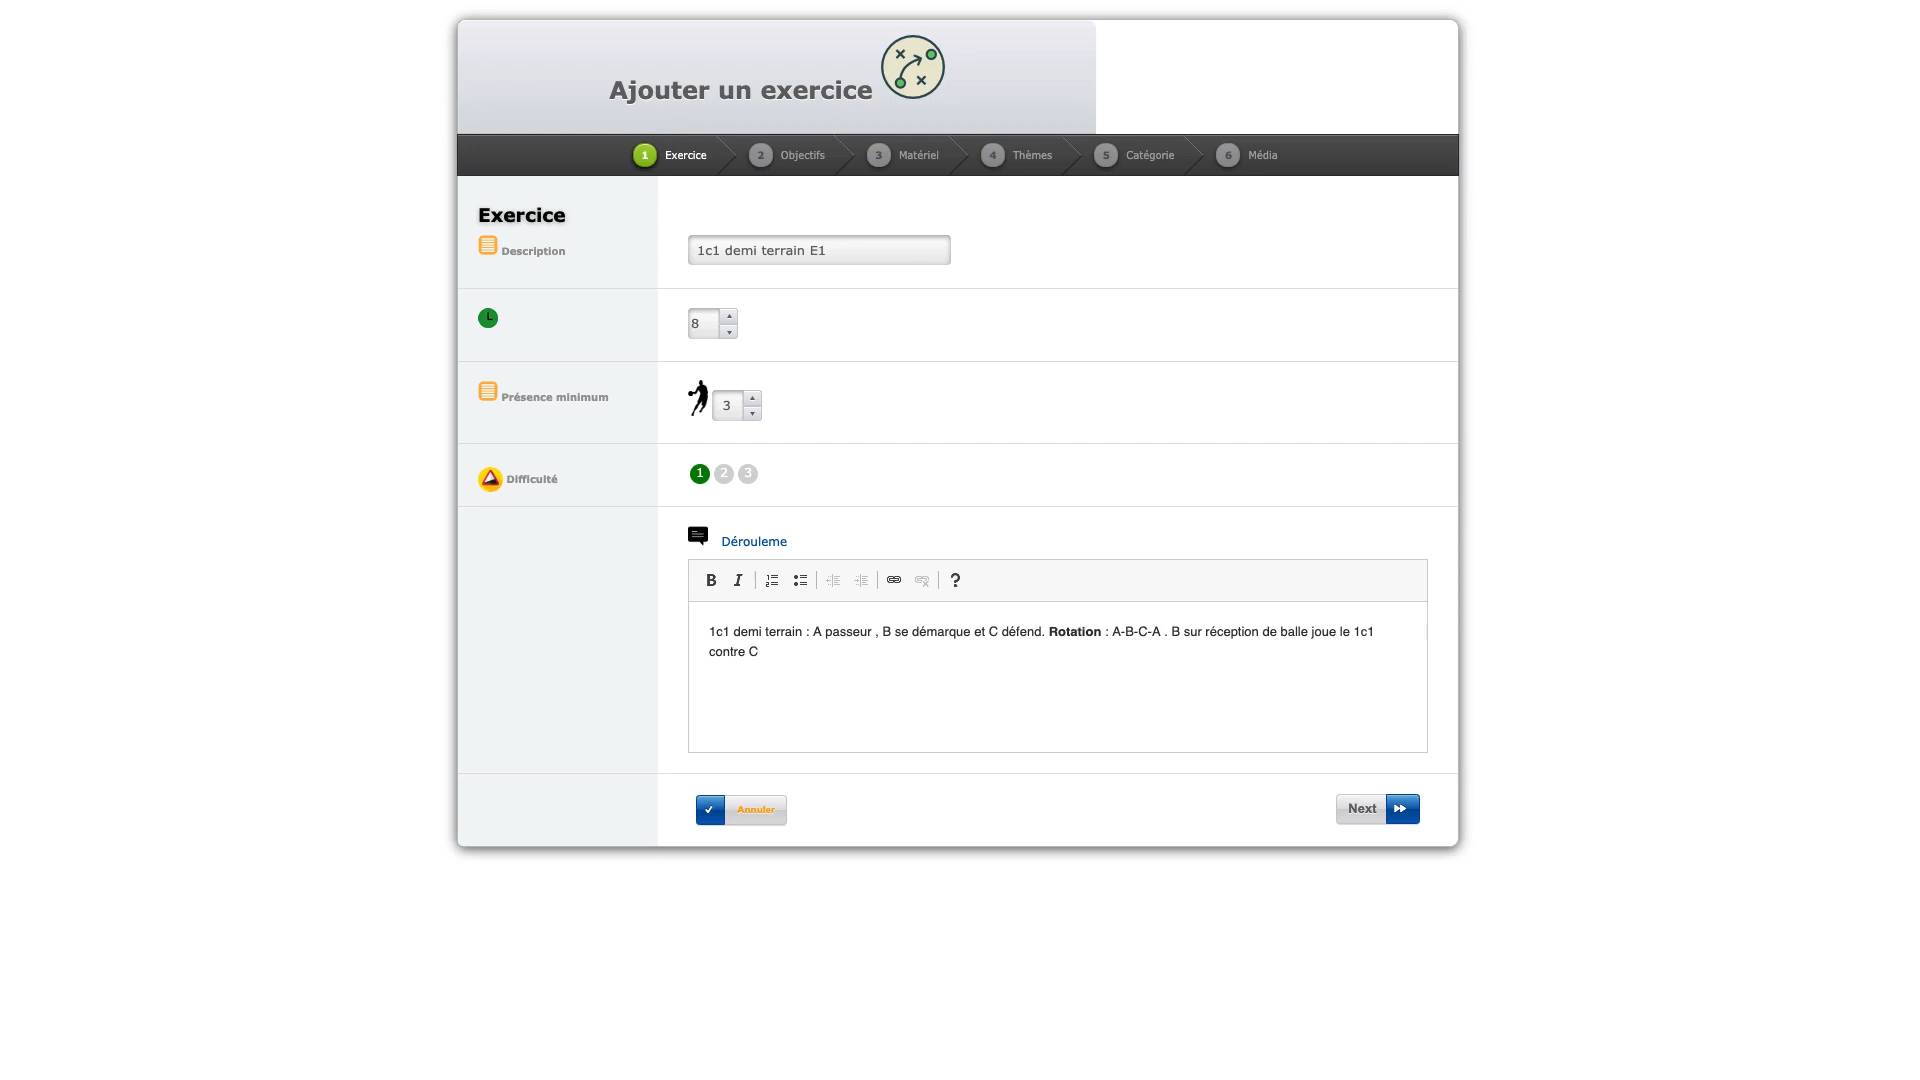 Ajouter un exercice
1 Exercice 2 Objectifs 3 Matériel 4 Thèmes 5 Catégorie 6 Média
Exercice
Description
1c1 demi terrain E1
8
Présence minimum
3
Difficulté
1 2 3
Dérouleme
B I ?
1c1 demi terrain : A passeur , B se démarque et C défend. Rotation : A-B-C-A . B sur réception de balle joue le 1c1
contre C
Annuler
Next